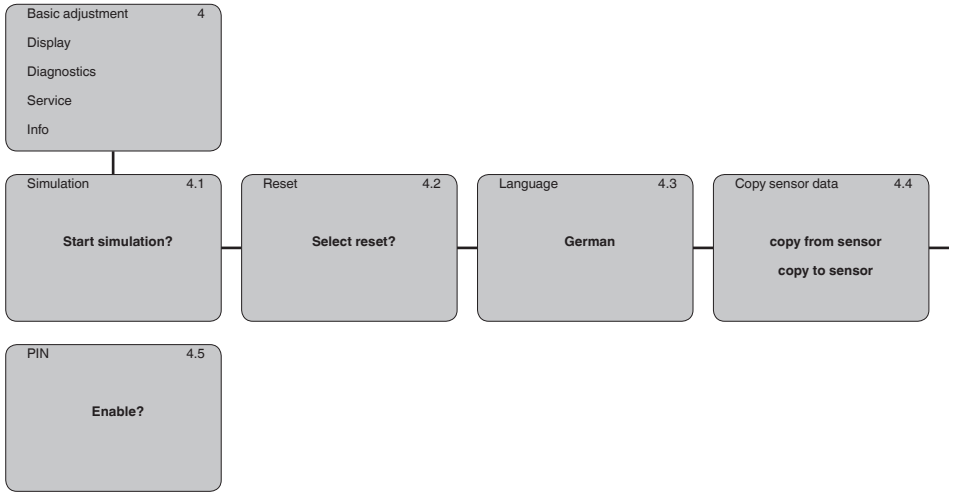 Basic adjustment 4
Display
Diagnostics
Service
Info
Simulation 4.1
Start simulation?
Reset 4.2
Select reset?
Language 4.3
German
Copy sensor data 4.4
copy from sensor
copy to sensor
PIN 4.5
Enable?